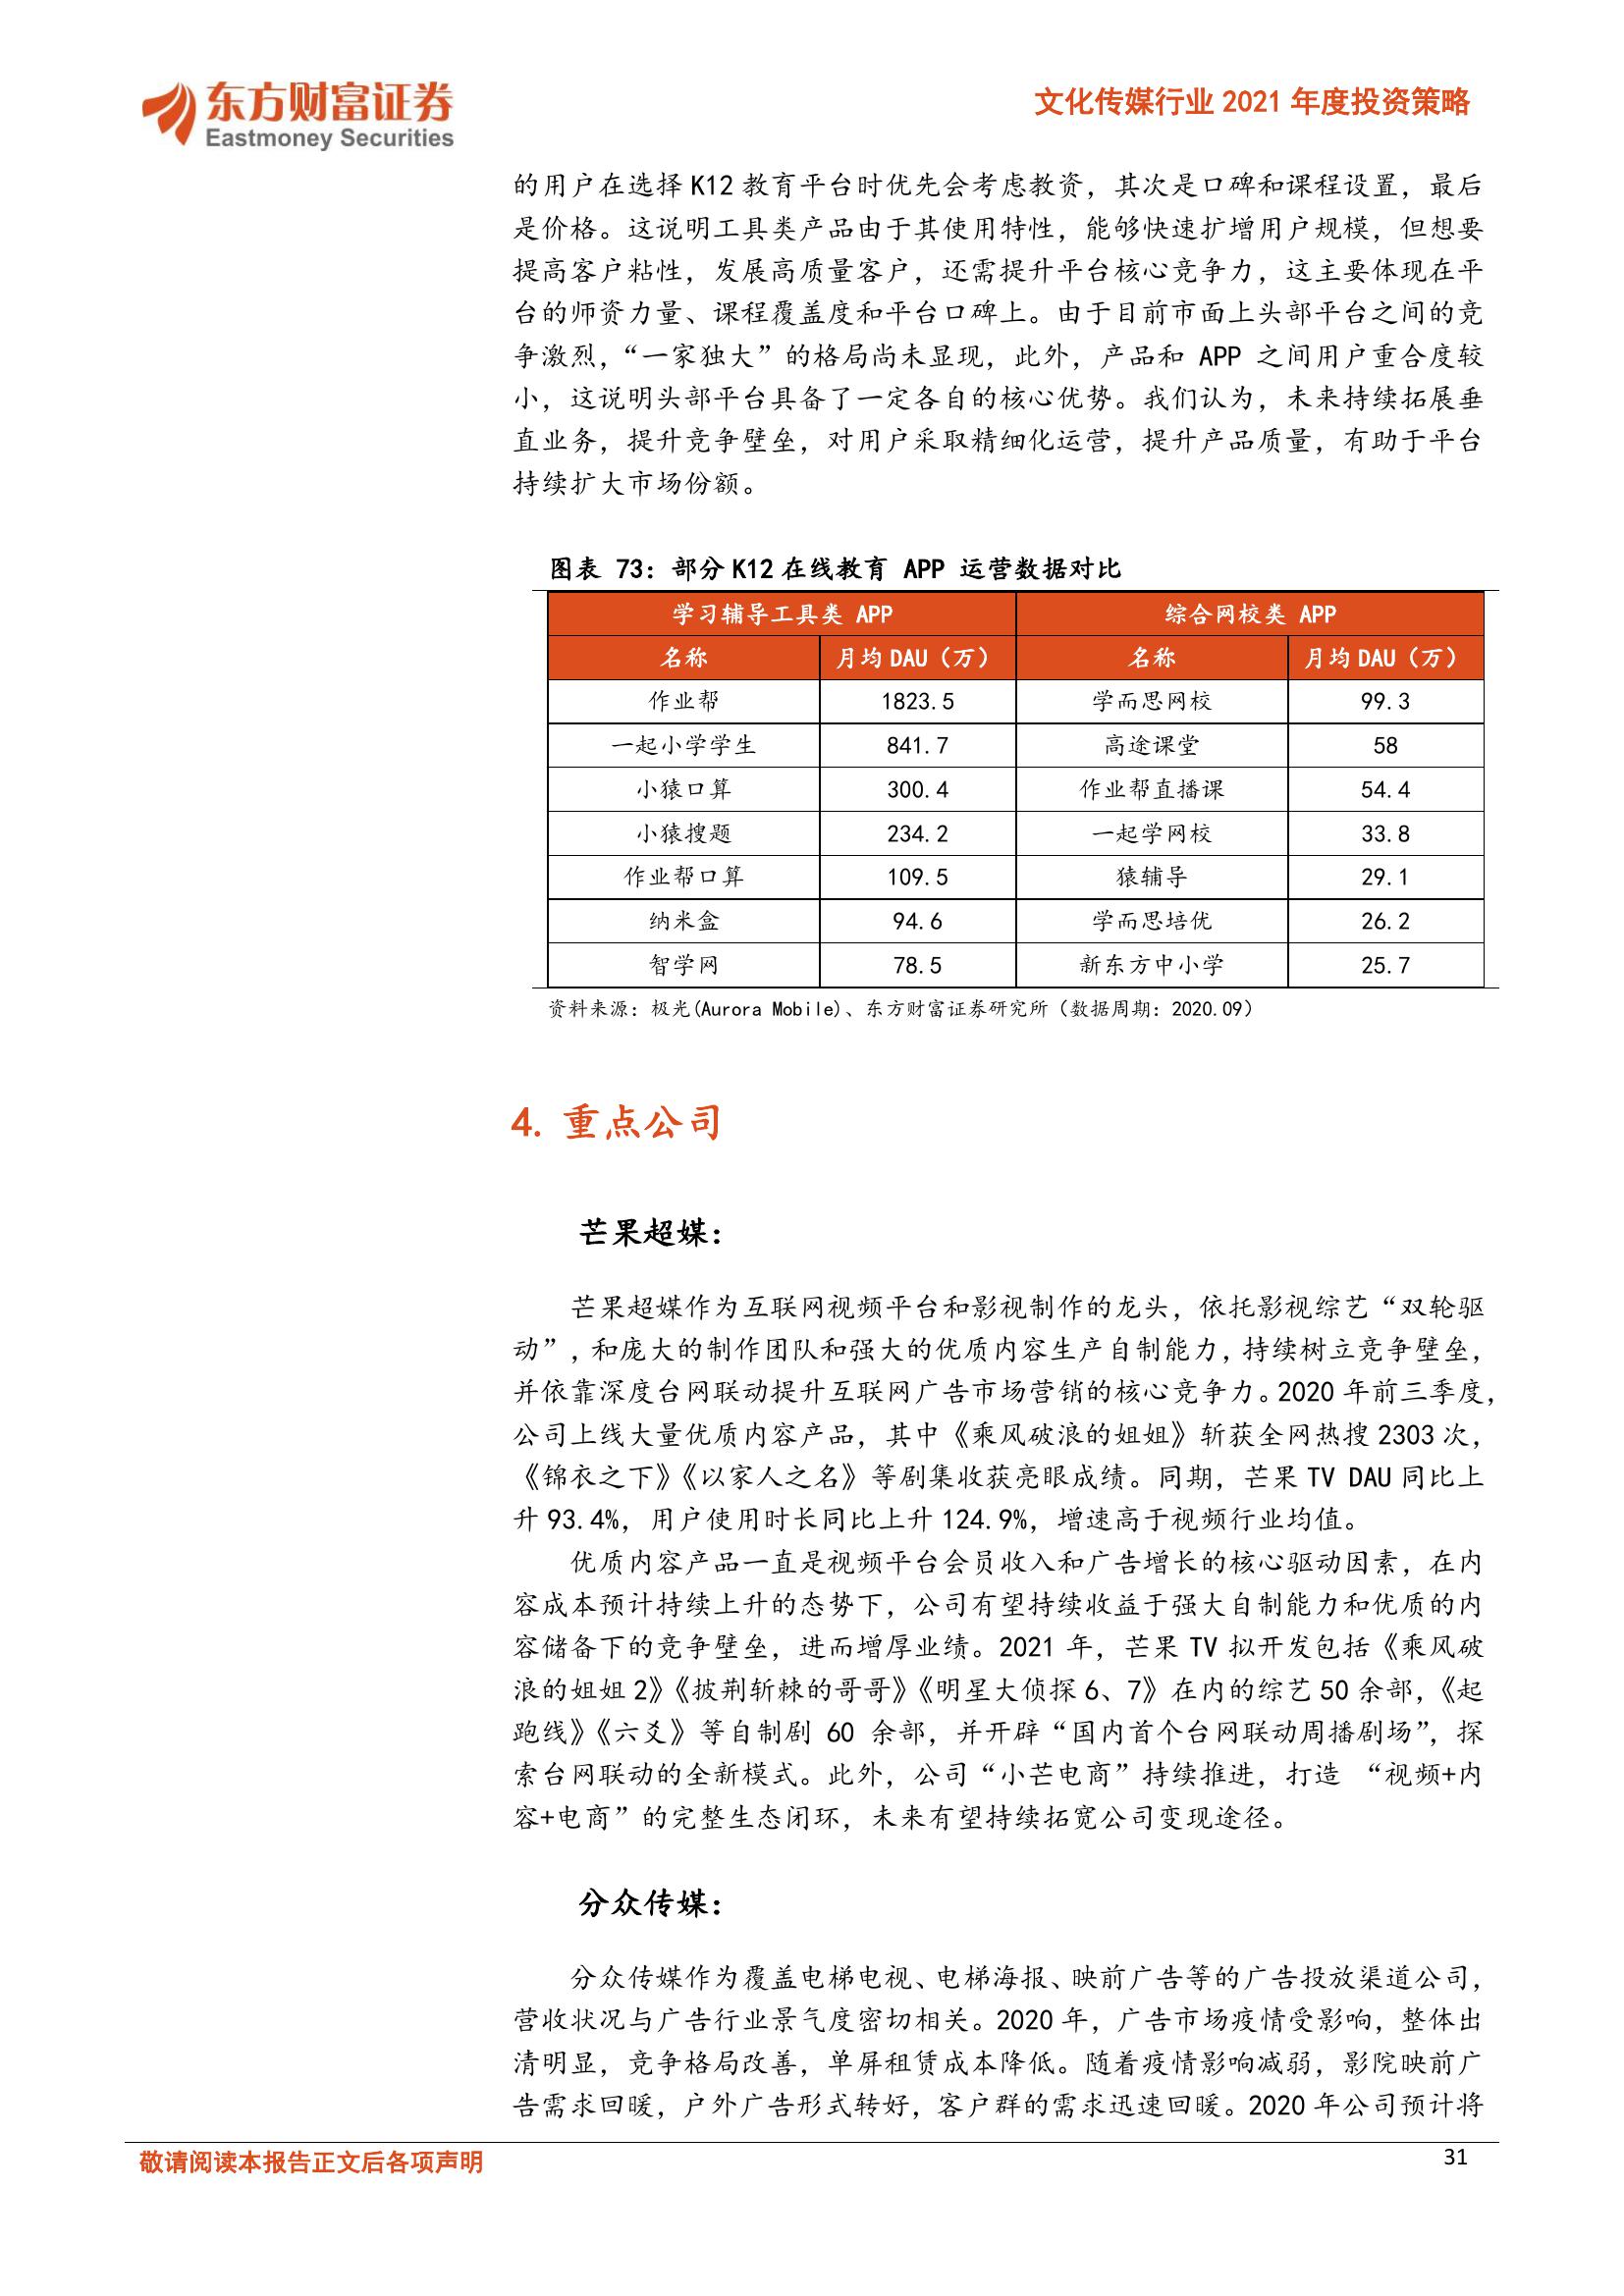 东方财富证券
Eastmoney Securities
文化传媒行业 2021 年度投资策略
的用户在选择 K12 教育平台时优先会考虑教资，其次是口碑和课程设置，最后
是价格。这说明工具类产品由于其使用特性，能够快速扩增用户规模，但想要
提高客户粘性，发展高质量客户，还需提升平台核心竞争力，这主要体现在平
台的师资力量、课程覆盖度和平台口碑上。由于目前市面上头部平台之间的竞
争激烈，“一家独大”的格局尚未显现，此外，产品和 APP 之间用户重合度较
小，这说明头部平台具备了一定各自的核心优势。我们认为，未来持续拓展垂
直业务，提升竞争壁垒，对用户采取精细化运营，提升产品质量，有助于平台
持续扩大市场份额。
图表 73：部分 K12 在线教育 APP 运营数据对比
学习辅导工具类 APP 综合网校类 APP
名称 月均 DAU（万） 名称 月均 DAU（万）
作业帮 1823.5 学而思网校 99.3
一起小学学生 841.7 高途课堂 58
小猿口算 300.4 作业帮直播课 54.4
小猿搜题 234.2 一起学网校 33.8
作业帮口算 109.5 猿辅导 29.1
纳米盒 94.6 学而思培优 26.2
智学网 78.5 新东方中小学 25.7
资料来源：极光(Aurora Mobile)、东方财富证券研究所（数据周期：2020.09）
4. 重点公司
芒果超媒：
芒果超媒作为互联网视频平台和影视制作的龙头，依托影视综艺“双轮驱
动”，和庞大的制作团队和强大的优质内容生产自制能力，持续树立竞争壁垒，
并依靠深度台网联动提升互联网广告市场营销的核心竞争力。2020 年前三季度，
公司上线大量优质内容产品，其中《乘风破浪的姐姐》斩获全网热搜 2303 次，
《锦衣之下》《以家人之名》等剧集收获亮眼成绩。同期，芒果 TV DAU 同比上
升 93.4%，用户使用时长同比上升 124.9%，增速高于视频行业均值。
优质内容产品一直是视频平台会员收入和广告增长的核心驱动因素，在内
容成本预计持续上升的态势下，公司有望持续收益于强大自制能力和优质的内
容储备下的竞争壁垒，进而增厚业绩。2021 年，芒果 TV 拟开发包括《乘风破
浪的姐姐 2》《披荆斩棘的哥哥》《明星大侦探 6、7》在内的综艺 50 余部，《起
跑线》《六爻》等自制剧 60 余部，并开辟“国内首个台网联动周播剧场”，探
索台网联动的全新模式。此外，公司“小芒电商”持续推进，打造 “视频+内
容+电商”的完整生态闭环，未来有望持续拓宽公司变现途径。
分众传媒：
分众传媒作为覆盖电梯电视、电梯海报、映前广告等的广告投放渠道公司，
营收状况与广告行业景气度密切相关。2020 年，广告市场疫情受影响，整体出
清明显，竞争格局改善，单屏租赁成本降低。随着疫情影响减弱，影院映前广
告需求回暖，户外广告形式转好，客户群的需求迅速回暖。2020 年公司预计将
敬请阅读本报告正文后各项声明
31